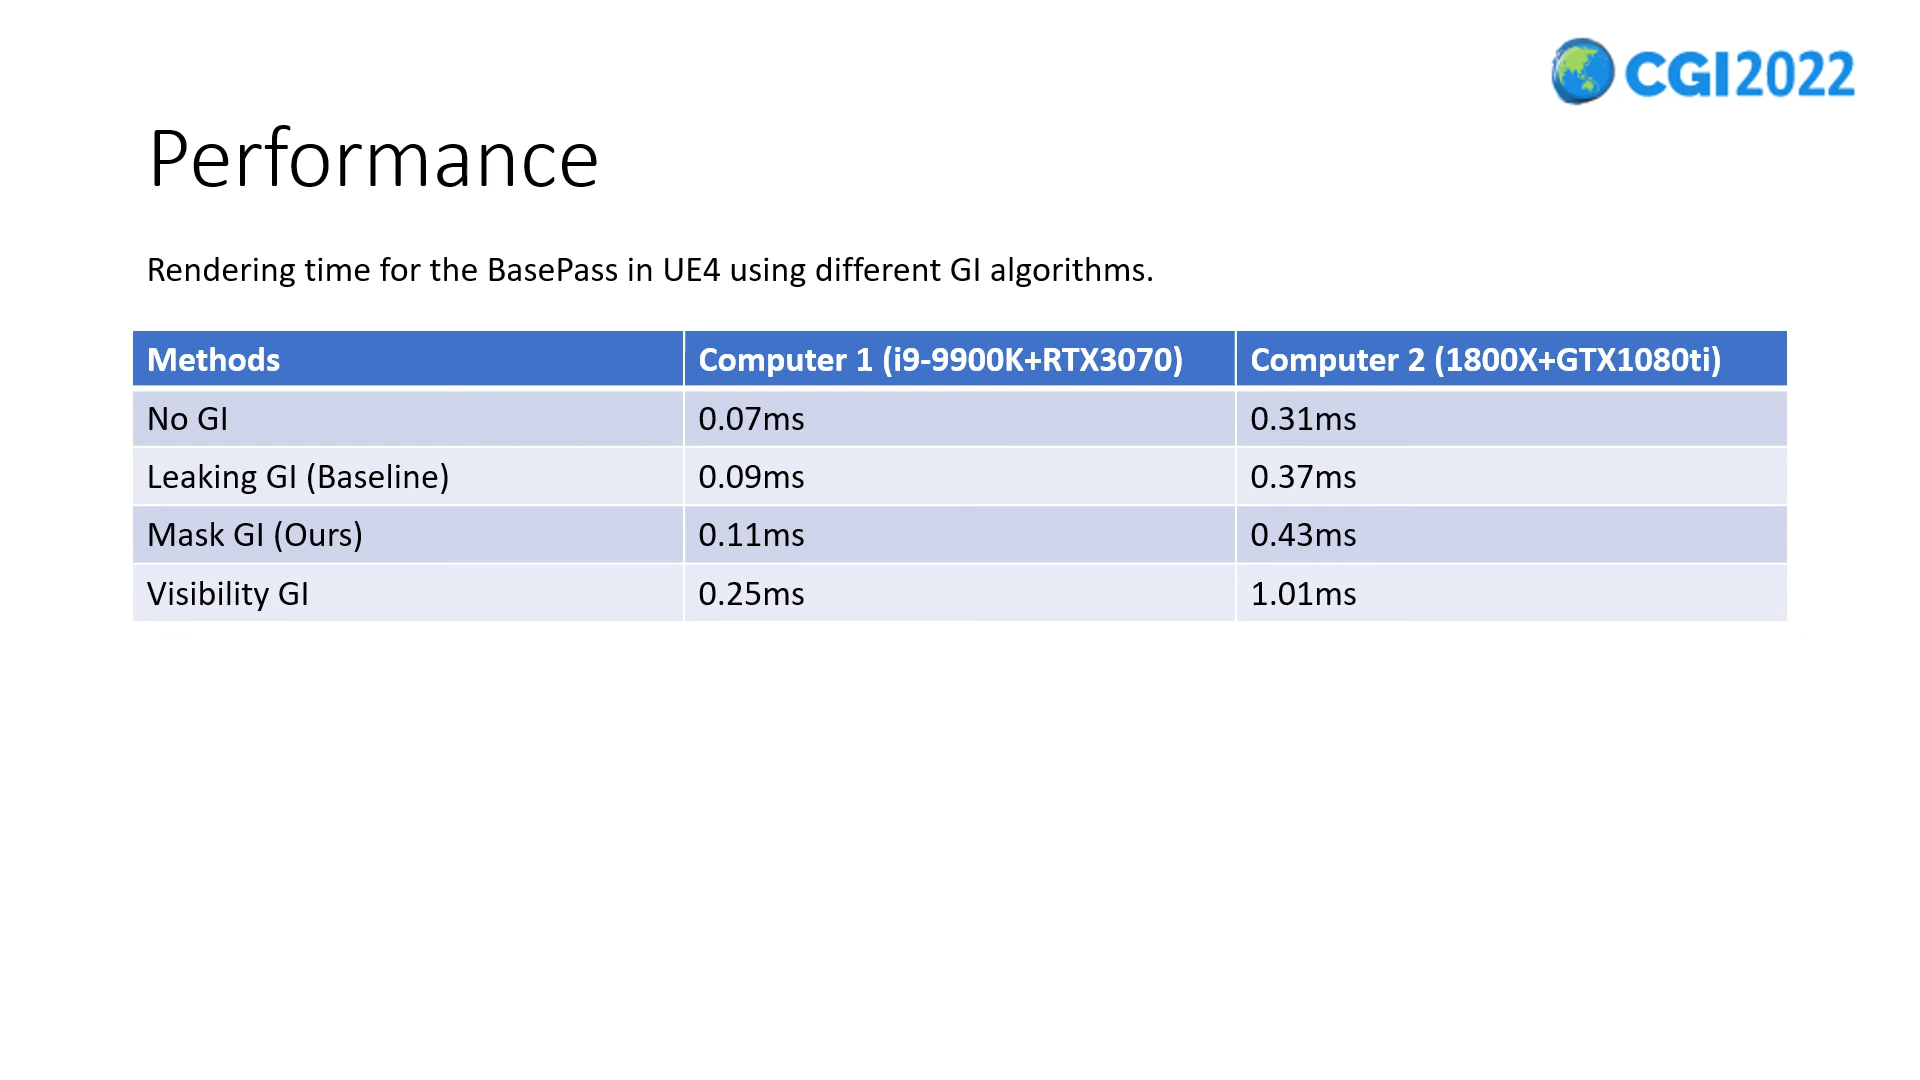 CGI2022
Performance
Rendering time for the BasePass in UE4 using different GI algorithms.
Methods Computer 1 (i9-9900K+RTX3070) Computer 2 (1800X+GTX1080ti)
No GI 0.07ms 0.31ms
Leaking GI (Baseline) 0.09ms 0.37ms
Mask GI (Ours) 0.11ms 0.43ms
Visibility GI 0.25ms 1.01ms